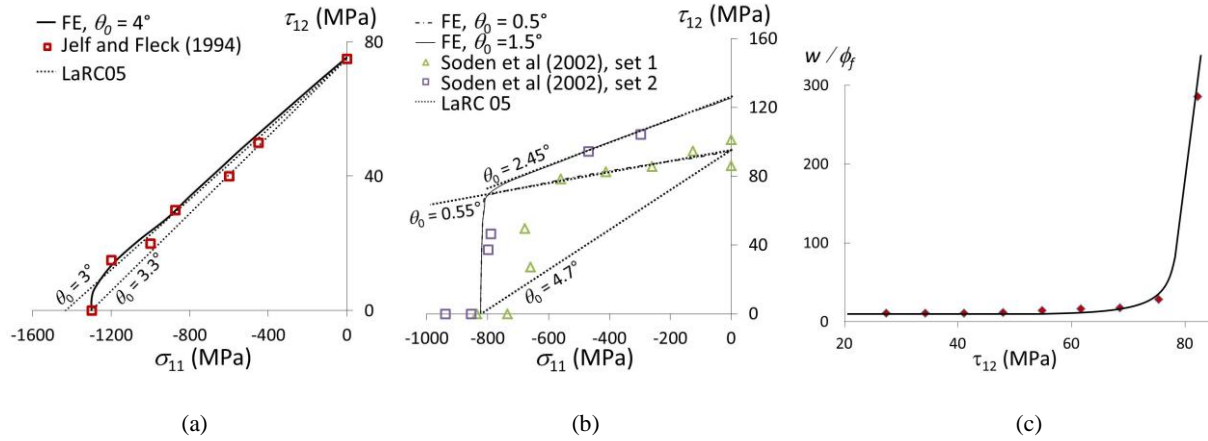 FE, θ0 = 4°
Jelf and Fleck (1994)
LaRC05
τ12 (MPa)
80
40
0
θ0 = 3°
θ0 = 3.3°
-1600
-1200
-800
-400
0
σ11 (MPa)
(a)
FE, θ0 = 0.5°
FE, θ0 =1.5°
Soden et al (2002), set 1
Soden et al (2002), set 2
LaRC 05
τ12 (MPa)
160
120
80
40
0
θ0 = 2.45°
θ0 = 0.55°
θ0 = 4.7°
-1000
-800
-600
-400
-200
0
σ11 (MPa)
(b)
w / ϕf
300
200
100
0
20
40
60
80
τ12 (MPa)
(c)